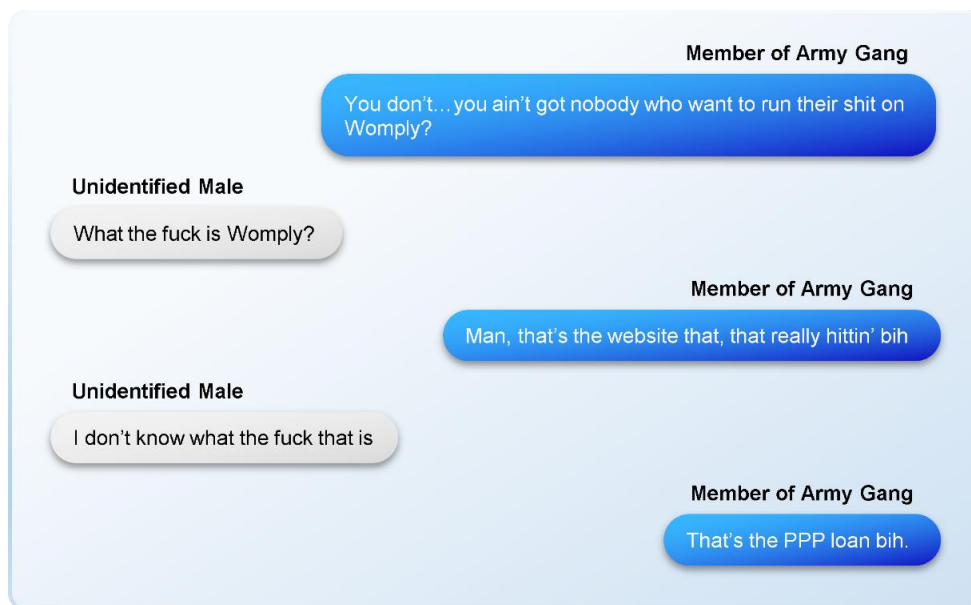 Member of Army Gang
You don’t…you ain’t got nobody who want to run their shit on
Womply?
Unidentified Male
What the fuck is Womply?
Member of Army Gang
Man, that’s the website that, that really hittin’ bih
Unidentified Male
I don’t know what the fuck that is
Member of Army Gang
That’s the PPP loan bih.